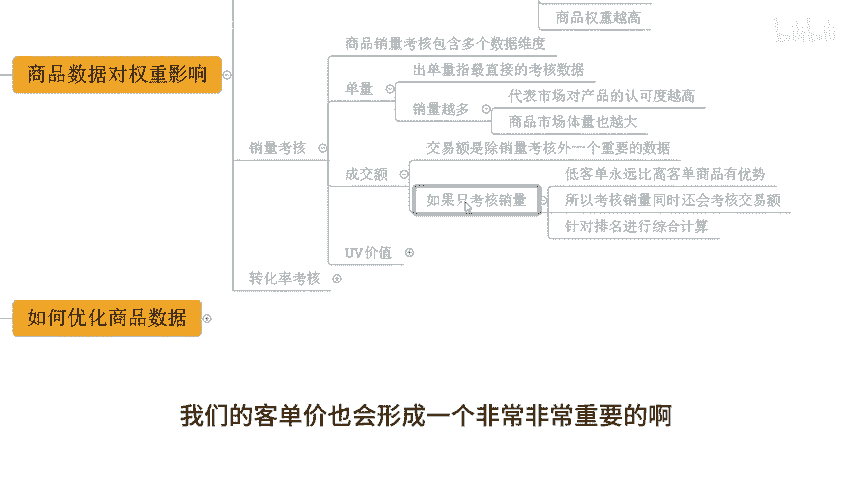 商品权重越高
商品数据对权重影响
商品销量考核包含多个数据维度
单量
出单量指最直接的考核数据
销量越多
代表市场对产品的认可度越高
商品市场体量也越大
销量考核
交易额是除销量考核外一个重要的数据
成交额
低客单永远比高客单商品有优势
如果只考核销量
所以考核销量同时还会考核交易额
针对排名进行综合计算
UV价值
转化率考核
如何优化商品数据
我们的客单价也会形成一个非常非常重要的啊